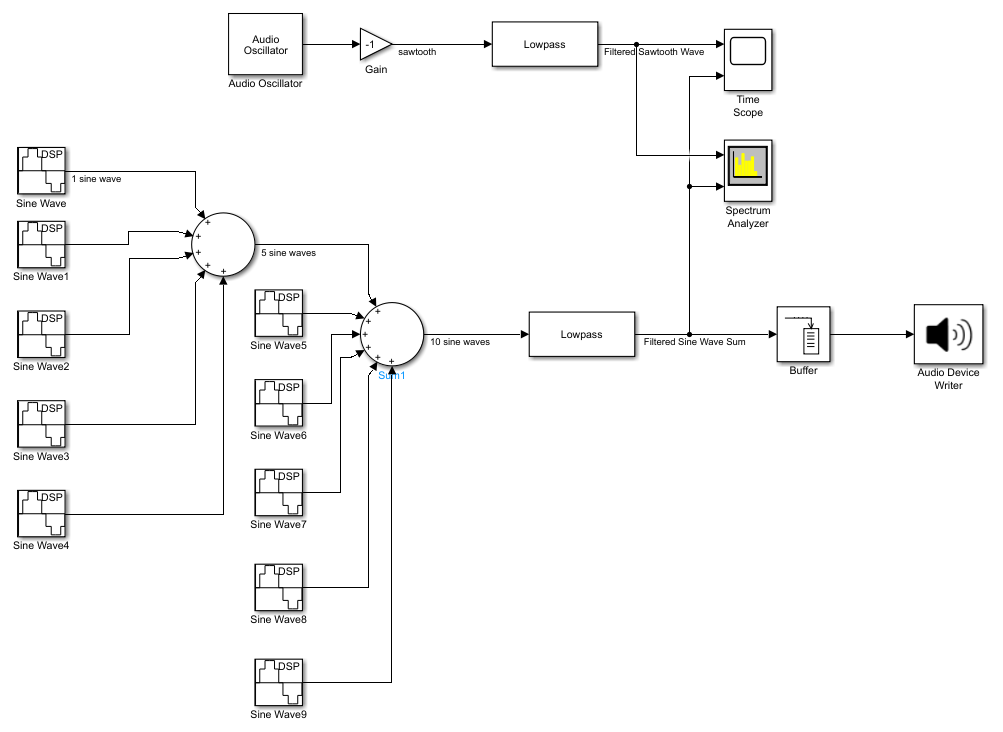 Audio
Oscillator
Audio Oscillator
-1
Gain
sawtooth
Lowpass
Filtered Sawtooth Wave
Time
Scope
Spectrum
Analyzer
DSP
Sine Wave
1 sine wave
DSP
Sine Wave1
DSP
Sine Wave2
DSP
Sine Wave3
DSP
Sine Wave4
+
+
+
+
+
5 sine waves
DSP
Sine Wave5
DSP
Sine Wave6
DSP
Sine Wave7
DSP
Sine Wave8
DSP
Sine Wave9
+
+
+
+
+
+
Sum1
10 sine waves
Lowpass
Filtered Sine Wave Sum
Buffer
Audio Device
Writer